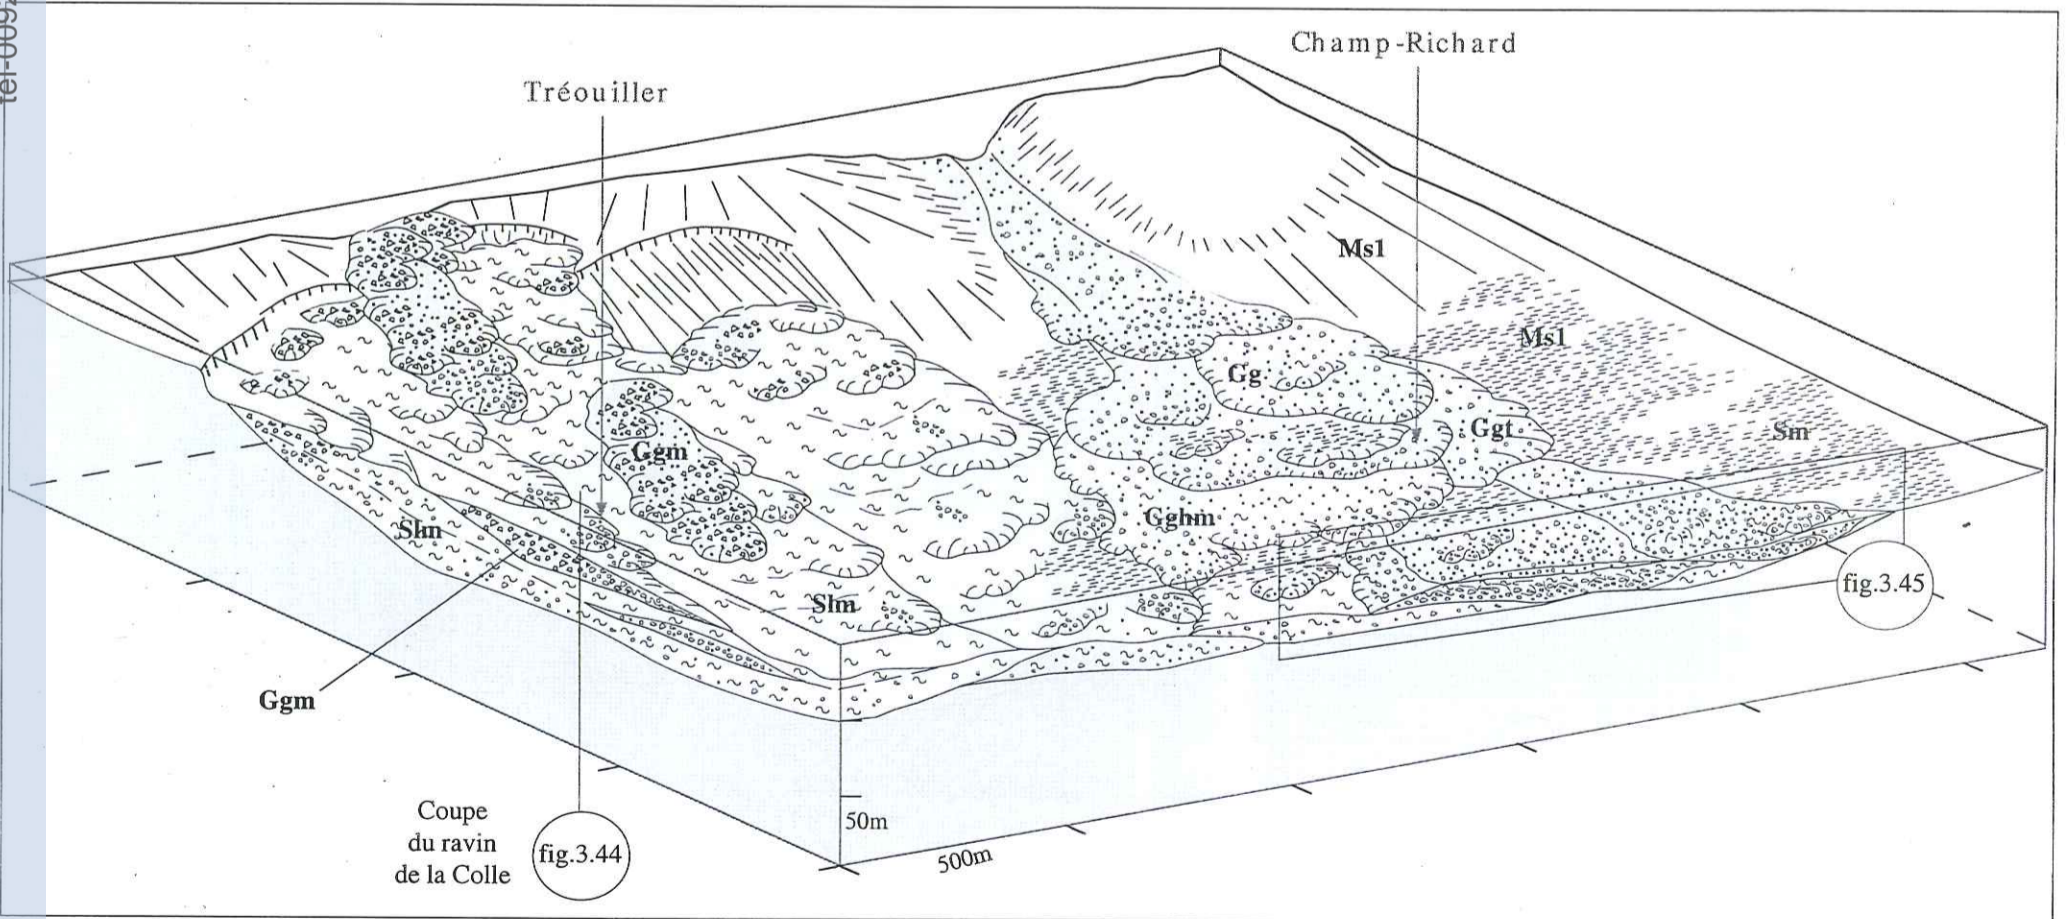 Champ-Richard
Tréouiller
Ms1
Ms1
Gg
Ggt
Sm
Ggm
Gghm
Slm
Slm
fig.3.45
Ggm
50m
500m
Coupe
du ravin
de la Colle
fig.3.44